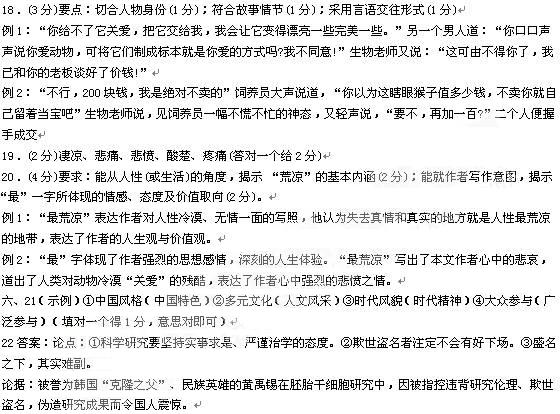 18．(3分)要点：切合人物身份(1分)；符合故事情节(1分)；采用言语交往形式(1分)
例1：“你给不了它关爱，把它交给我，我会让它变得漂亮一些完美一些。”另一个男人道：“你口口声
声说你爱动物，可将它们制成标本就是你爱的方式吗?我不同意!”生物老师又说：“这可由不得你了，我
已和你的老板谈好了价钱!”
例2：“不行，200块钱，我是绝对不卖的”饲养员大声说道，“你以为这瞎眼猴子值多少钱，不卖你就自
己留着当宝吧”生物老师说，见饲养员一幅不慌不忙的神态，又轻声说，“要不，再加一百?”二个人便握
手成交
19．(2分)凄凉、悲痛、悲愤、酸楚、疼痛(答对一个给2分)
20．(4分)要求：能从人性(或生活)的角度，揭示 “荒凉”的基本内涵(2分)；能就作者写作意图，揭示
“最”一字所体现的情感、态度及价值取向(2分)。
例1：“最荒凉”表达作者对人性冷漠、无情一面的写照，他认为失去真情和真实的地方就是人性最荒凉
的地带，表达了作者的人生观与价值观。
例2：“最”字体现了作者强烈的思想感情，深刻的人生体验。“最荒凉”写出了本文作者心中的悲哀，
道出了人类对动物冷漠“关爱”的残酷，表达了作者心中强烈的悲愤之情。
六、21(示例)①中国风格(中国特色)②多元文化(人文风采)③时代风貌(时代精神)④大众参与(广
泛参与)(填对一个得1分，意思对即可)
22 答案：论点：①科学研究要坚持实事求是、严谨治学的态度。②欺世盗名者注定不会有好下场。③盛名
之下，其实难副。
论据：被誉为韩国“克隆之父”、民族英雄的黄禹锡在胚胎干细胞研究中，因被指控违背研究伦理、欺世
盗名，伪造研究成果而令国人震惊。